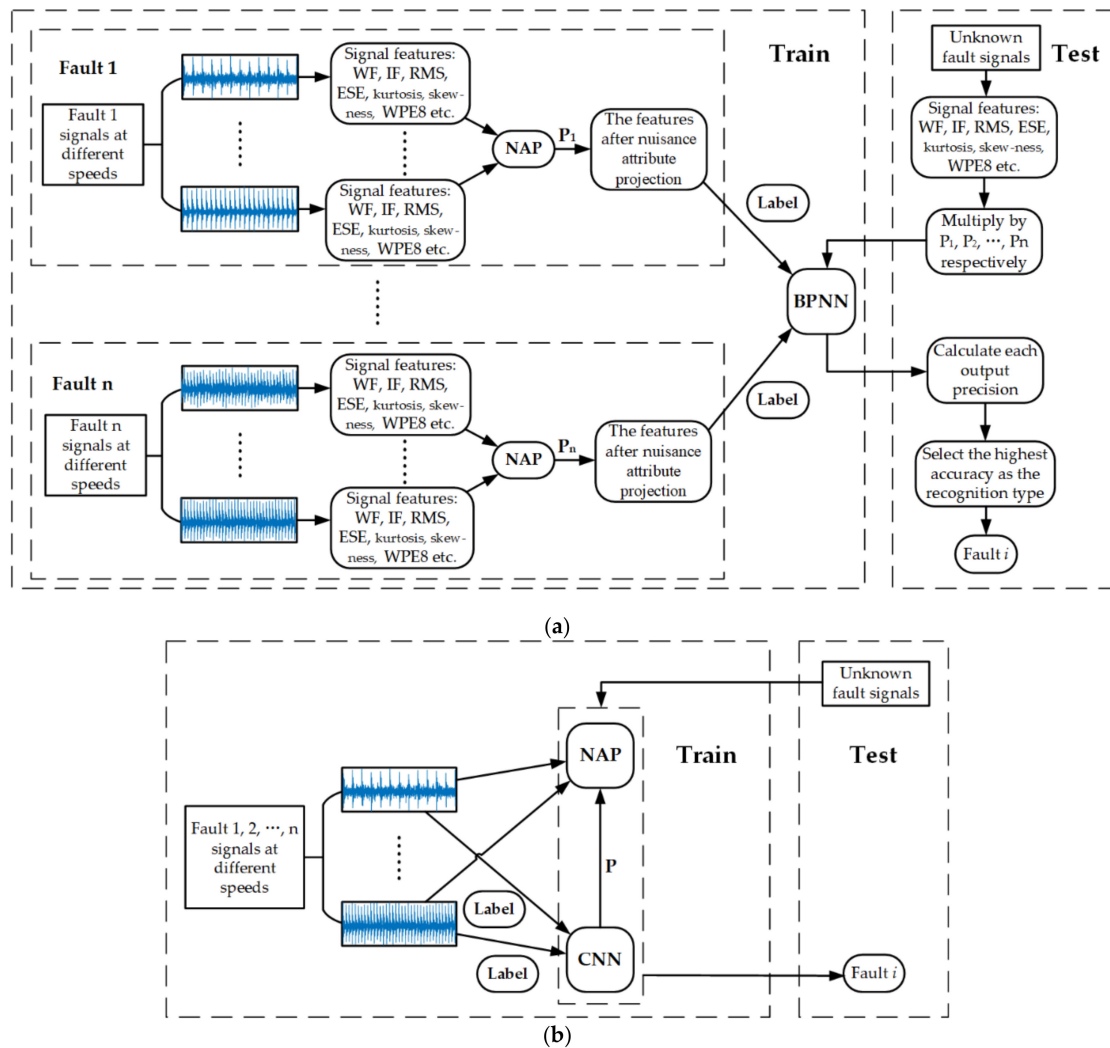 Fault 1
Fault 1
signals at
different
speeds
Signal features:
WF, IF, RMS,
ESE, kurtosis, skew-
ness, WPE8 etc.
Signal features:
WF, IF, RMS,
ESE, kurtosis, skew-
ness, WPE8 etc.
NAP
P1
The features
after nuisance
attribute
projection
Train
Label
BPNN
Label
Fault n
Fault n
signals at
different
speeds
Signal features:
WF, IF, RMS,
ESE, kurtosis, skew-
ness, WPE8 etc.
Signal features:
WF, IF, RMS,
ESE, kurtosis, skew-
ness, WPE8 etc.
NAP
Pn
The features
after nuisance
attribute
projection
Unknown
fault signals
Test
Signal features:
WF, IF, RMS, ESE,
kurtosis, skew-ness,
WPE8 etc.
Multiply by
P1, P2, ···, Pn
respectively
Calculate each
output
precision
Select the highest
accuracy as the
recognition type
Fault i
(a)
Fault 1, 2, ···, n
signals at
different
speeds
Label
Label
NAP
P
CNN
Train
Unknown
fault signals
Test
Fault i
(b)